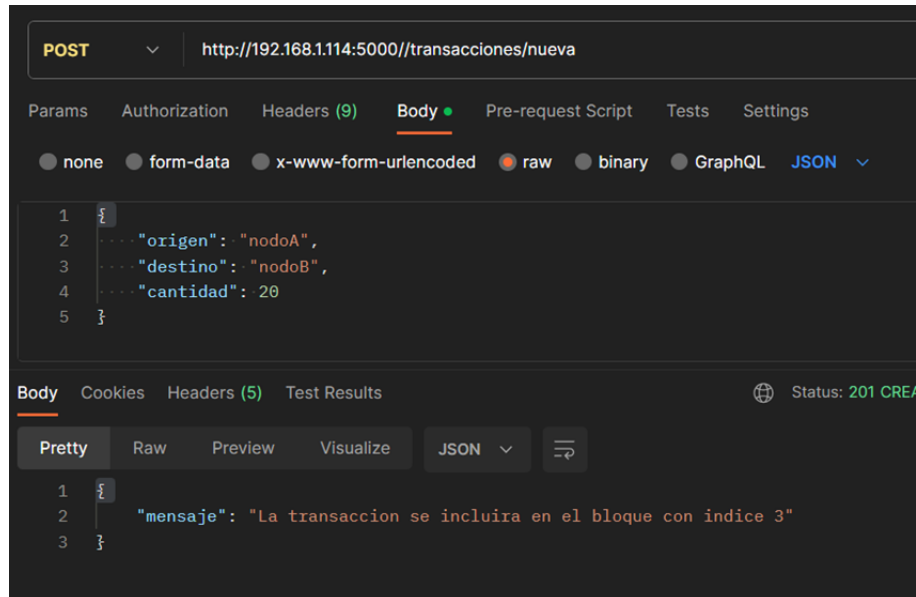 POST http://192.168.1.114:5000//transacciones/nueva
Params Authorization Headers (9) Body Pre-request Script Tests Settings
none form-data x-www-form-urlencoded raw binary GraphQL JSON
1 {
2 "origen": "nodoA",
3 "destino": "nodoB",
4 "cantidad": 20
5 }
Body Cookies Headers (5) Test Results Status: 201 CREA
Pretty Raw Preview Visualize JSON
1 {
2 "mensaje": "La transaccion se incluira en el bloque con indice 3"
3 }